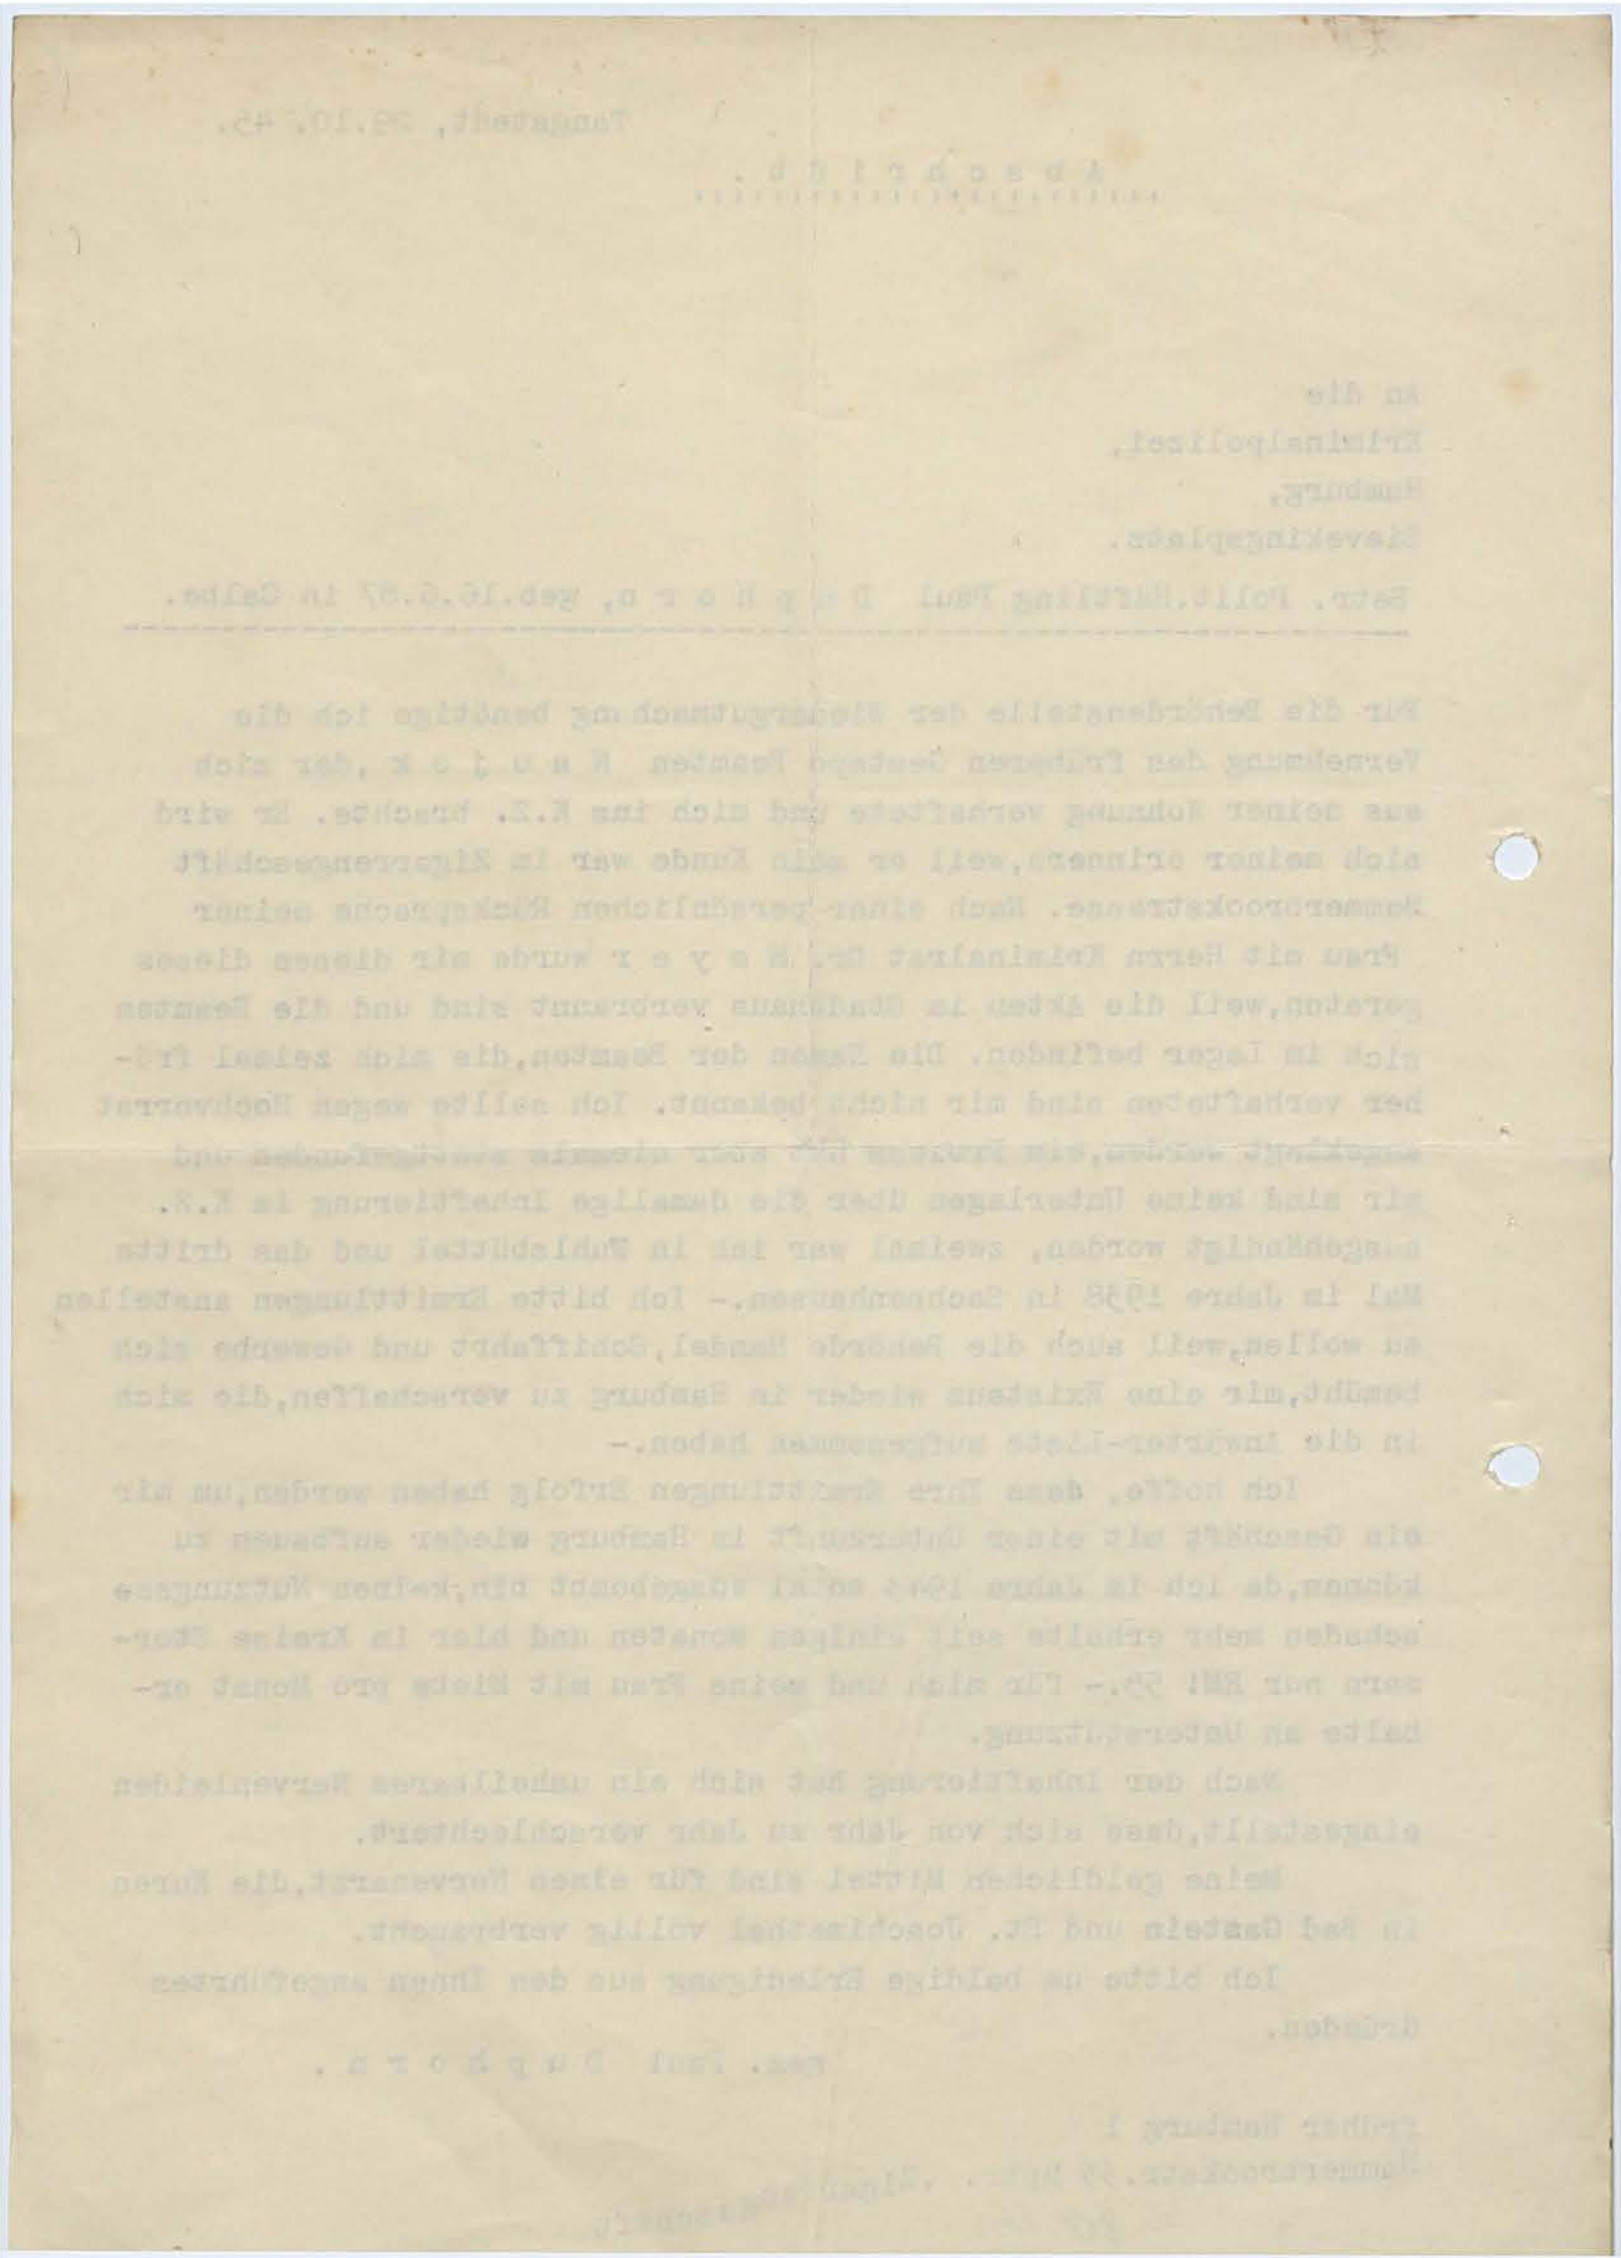 Tangstedt, 29.10. 45.
A b s c h r i f t .
An die
Kriminalpolizei,
Hamburg,
Sievekingsplatz.
Betr. Polit.Häftling Paul D u p h o r n, geb.16.6.87 in Calbe.
Für die Behördenstelle der Wiedergutmachung benötige ich die
Vernehmung des früheren Gestapo Beamten N a u j o k ,der mich
aus meiner Wohnung verhaftete und mich ins K.Z. brachte. Er wird
sich meiner erinnern,weil er mein Kunde war im Zigarrengeschäft
Hammerbrookstrasse. Nach einer persönlichen Rücksprache meiner
Frau mit Herrn Kriminalrat Dr. M e y e r wurde mir dieses dieses
geraten,weil die Akten im Stadthaus verbrannt sind und die Beamten
sich im Lager befinden. Die Namen der Beamten,die mich zeimal frü-
her verhafteten sind mir nicht bekannt. Ich sollte wegen Hochverrat
angeklagt werden,ein Prozess hat aber niemals stattgefunden und
mir sind keine Unterlagen über die damalige Inhaftierung im K.Z.
ausgehändigt worden, zweimal war ich in Fuhlsbüttel und das dritte
Mal im Jahre 1938 in Sachsenhausen.- Ich bitte Ermittlungen anstellen
zu wollen,weil auch die Behörde Handel,Schiffahrt und Gewerbe sich
bemüht,mir eine Existens wieder in Hamburg zu verschaffen,die mich
in die Anwärter-Liste aufgenommen haben.-
Ich hoffe, dass Ihre Ermittlungen Erfolg haben werden,um mir
ein Geschäft mit einer Unterkunft in Hamburg wieder aufbauen zu
können,da ich im Jahre 1943 total ausgebombt bin,keinen Nutzungsse
schaden mehr erhalte seit einigen Monaten und hier im Kreise Stor-
marn nur RM! 55.- für mich und meine Frau mit Miete pro Monat er-
halte an Unterstützung.
Nach der Inhaftierung hat sich ein unheilbares Nervenleiden
eingestellt,dass sich von Jahr zu Jahr verschlechtert.
Meine geldlichen Mittel sind für einen Nervenarzt,die Kuren
in Bad Gastein und St. Joachimsthal völlig verbraucht.
Ich bitte um baldige Erledigung aus den Ihnen angeführten
Gründen.
gez. Paul D u p h o r n .
früher Hamburg 1
Hammerbrookstr.